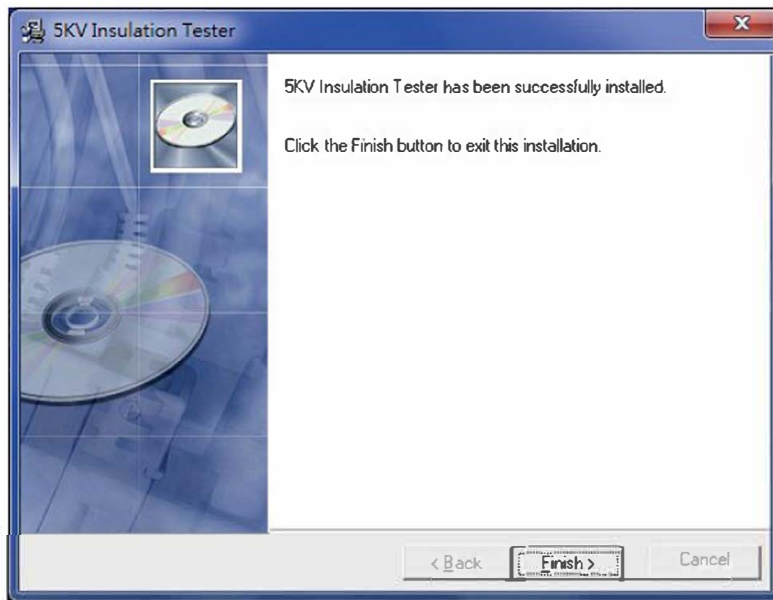 5KV Insulation Tester
5KV Insulation Tester has been successfully installed.
Click the Finish button to exit this installation.
< Back
Finish >
Cancel